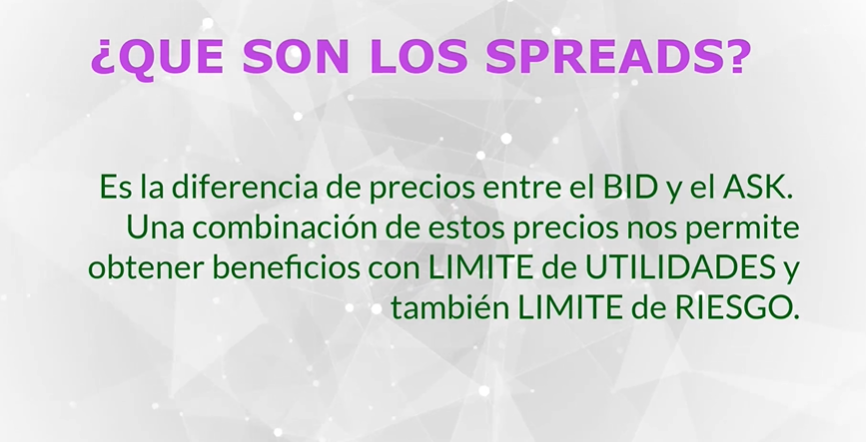 ¿QUE SON LOS SPREADS?
Es la diferencia de precios entre el BID y el ASK.
Una combinación de estos precios nos permite
obtener beneficios con LIMITE de UTILIDADES y
también LIMITE de RIESGO.